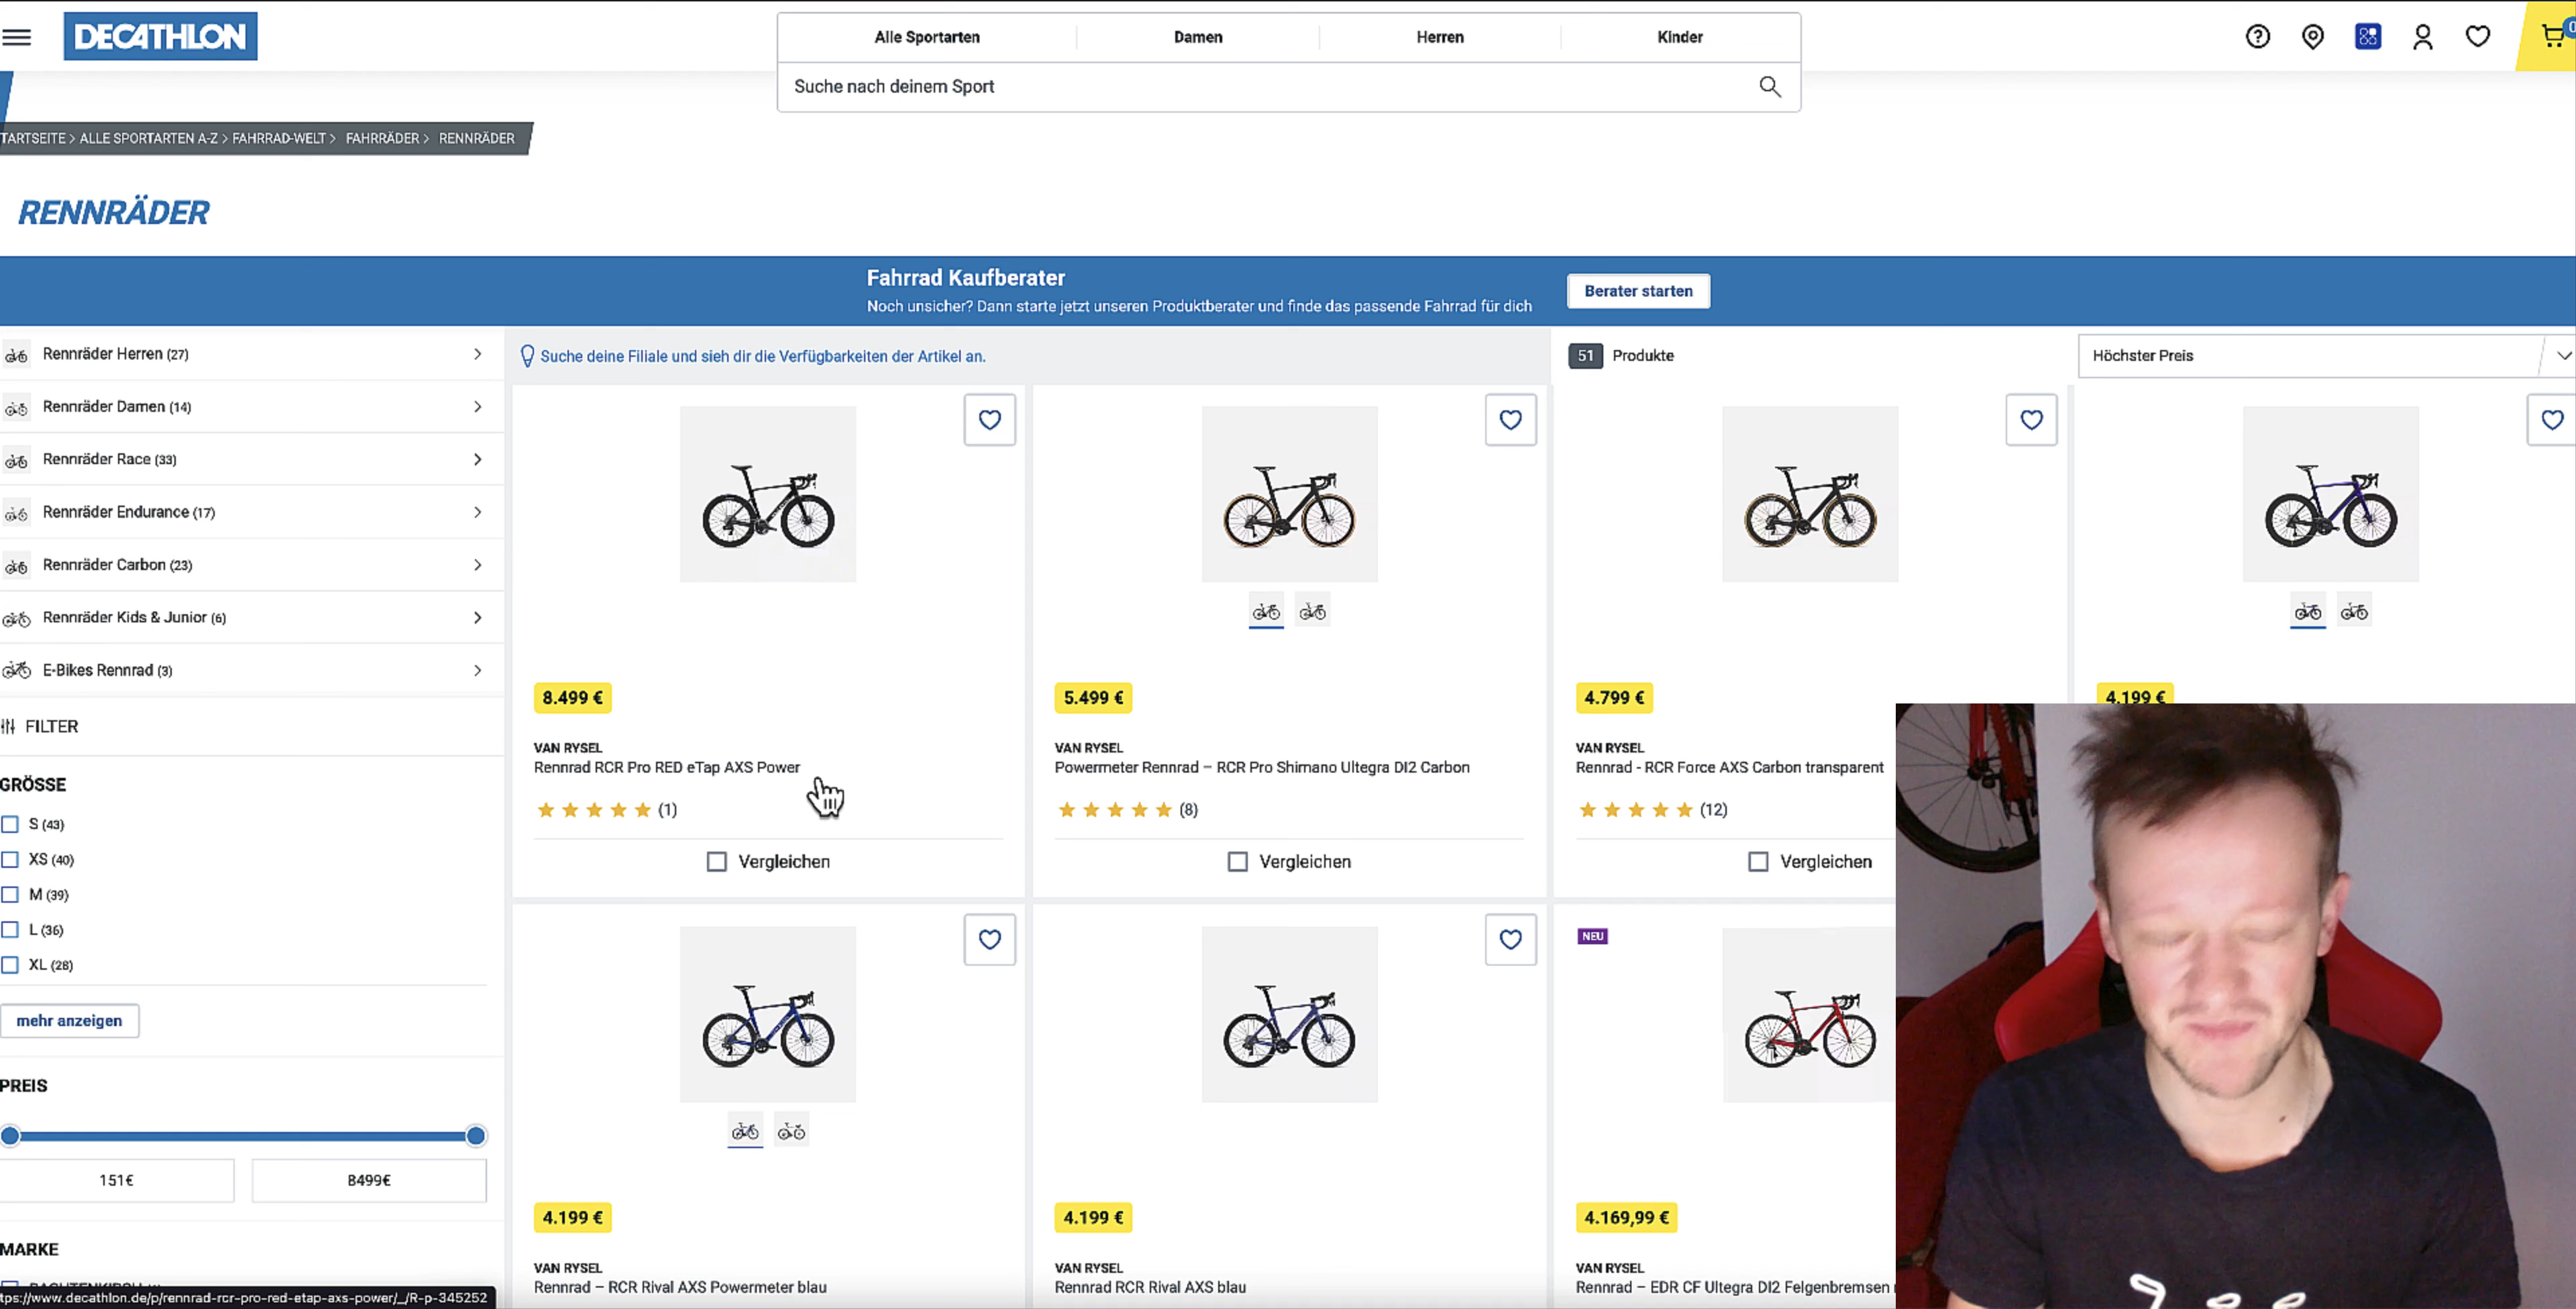 DECATHLON
Alle Sportarten
Damen
Herren
Kinder
0
Suche nach deinem Sport
TARTSEITE > ALLE SPORTARTEN A-Z > FAHRRAD-WELT > FAHRRÄDER > RENNRÄDER
RENNRÄDER
Fahrrad Kaufberater
Noch unsicher? Dann starte jetzt unseren Produktberater und finde das passende Fahrrad für dich
Berater starten
Rennräder Herren (27)
Rennräder Damen (14)
Rennräder Race (33)
Rennräder Endurance (17)
Rennräder Carbon (23)
Rennräder Kids & Junior (6)
E-Bikes Rennrad (3)
FILTER
GRÖSSE
S (43)
XS (40)
M (39)
L (36)
XL (28)
mehr anzeigen
PREIS
151€
8499€
MARKE
tps://www.decathlon.de/p/rennrad-rcr-pro-red-etap-axs-power/_/R-p-345252
Suche deine Filiale und sieh dir die Verfügbarkeiten der Artikel an.
51 Produkte
Höchster Preis
8.499 €
VAN RYSEL
Rennrad RCR Pro RED eTap AXS Power
(1)
Vergleichen
5.499 €
VAN RYSEL
Powermeter Rennrad – RCR Pro Shimano Ultegra DI2 Carbon
(8)
Vergleichen
4.799 €
VAN RYSEL
Rennrad - RCR Force AXS Carbon transparent
(12)
Vergleichen
4.199 €
4.199 €
VAN RYSEL
Rennrad – RCR Rival AXS Powermeter blau
4.199 €
VAN RYSEL
Rennrad RCR Rival AXS blau
NEU
4.169,99 €
VAN RYSEL
Rennrad – EDR CF Ultegra DI2 Felgenbremsen